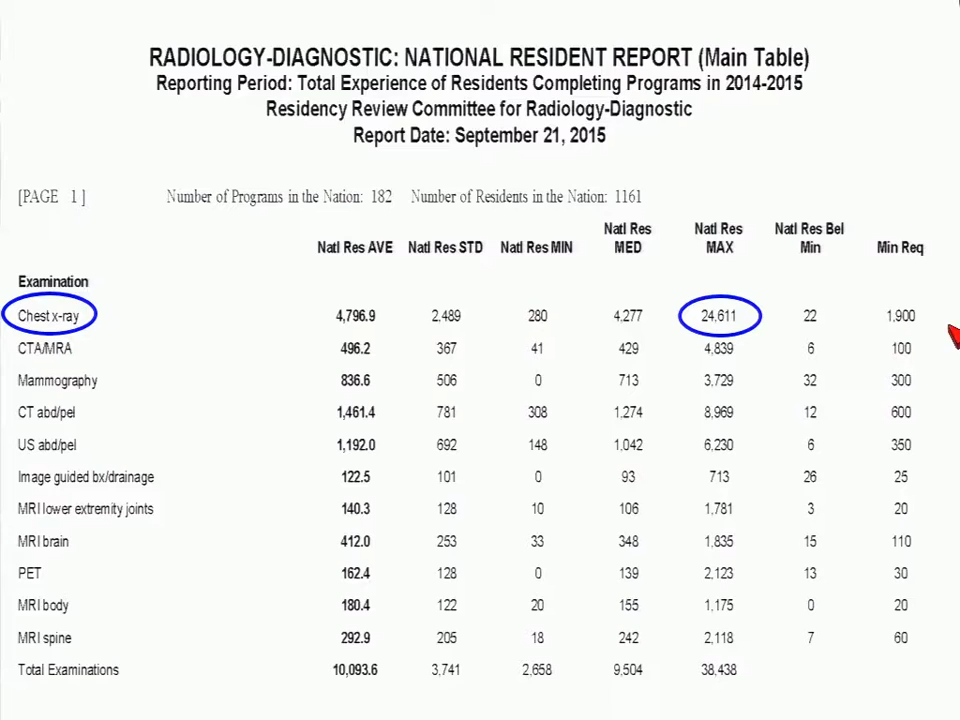 RADIOLOGY-DIAGNOSTIC: NATIONAL RESIDENT REPORT (Main Table)
Reporting Period: Total Experience of Residents Completing Programs in 2014-2015
Residency Review Committee for Radiology-Diagnostic
Report Date: September 21, 2015
[PAGE 1 ] Number of Programs in the Nation: 182 Number of Residents in the Nation: 1161
Natl Res AVE Natl Res STD Natl Res MIN Natl Res MED Natl Res MAX Natl Res Bel Min Min Req
Examination
Chest x-ray 4,796.9 2,489 280 4,277 24,611 22 1,900
CTA/MRA 496.2 367 41 429 4,839 6 100
Mammography 836.6 506 0 713 3,729 32 300
CT abd/pel 1,461.4 781 308 1,274 8,969 12 600
US abd/pel 1,192.0 692 148 1,042 6,230 6 350
Image guided bx/drainage 122.5 101 0 93 713 26 25
MRI lower extremity joints 140.3 128 10 106 1,781 3 20
MRI brain 412.0 253 33 348 1,835 15 110
PET 162.4 128 0 139 2,123 13 30
MRI body 180.4 122 20 155 1,175 0 20
MRI spine 292.9 205 18 242 2,118 7 60
Total Examinations 10,093.6 3,741 2,658 9,504 38,438